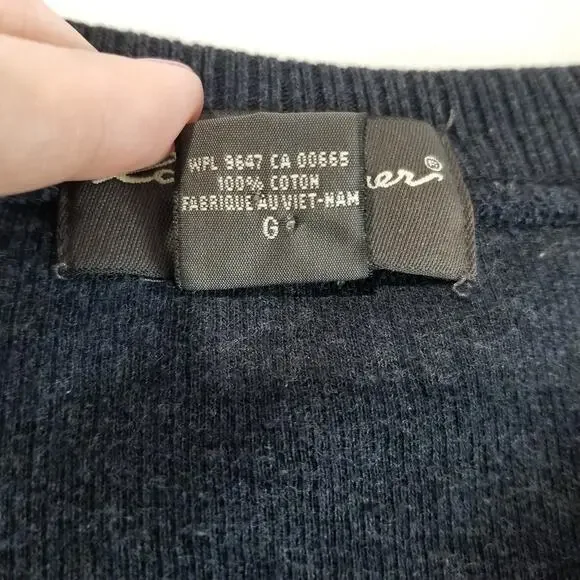 WPL 9647 CA 00665
100% COTON
FABRIQUE AU VIET-NAM
G